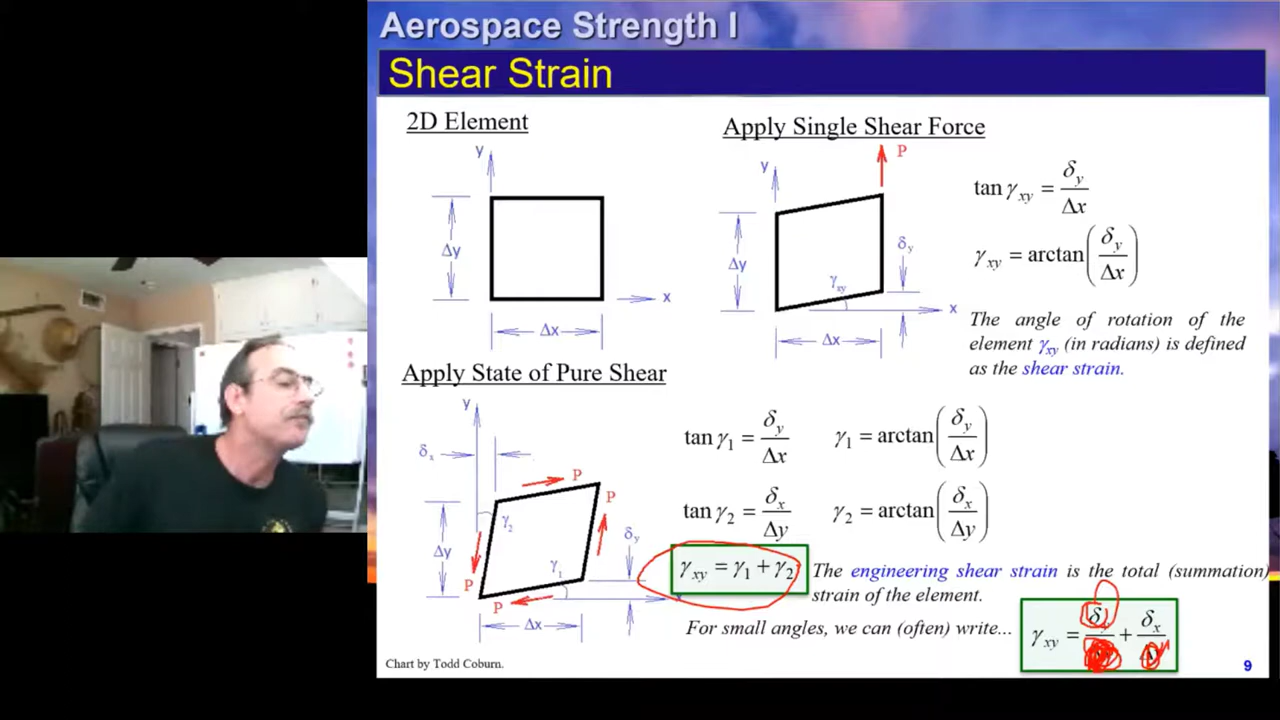 Aerospace Strength I
Shear Strain
2D Element
y
Δy
x
Δx
Apply Single Shear Force
P
y
Δy
δy
γxy
x
Δx
tan γxy = δy / Δx
γxy = arctan(δy / Δx)
The angle of rotation of the
element γxy (in radians) is defined
as the shear strain.
Apply State of Pure Shear
y
δx
P
P
γ2
Δy
δy
γ1
P
P
Δx
tan γ1 = δy / Δx
γ1 = arctan(δy / Δx)
tan γ2 = δx / Δy
γ2 = arctan(δx / Δy)
γxy = γ1 + γ2
The engineering shear strain is the total (summation)
strain of the element.
For small angles, we can (often) write...
γxy = δ + δx
Chart by Todd Coburn.
9